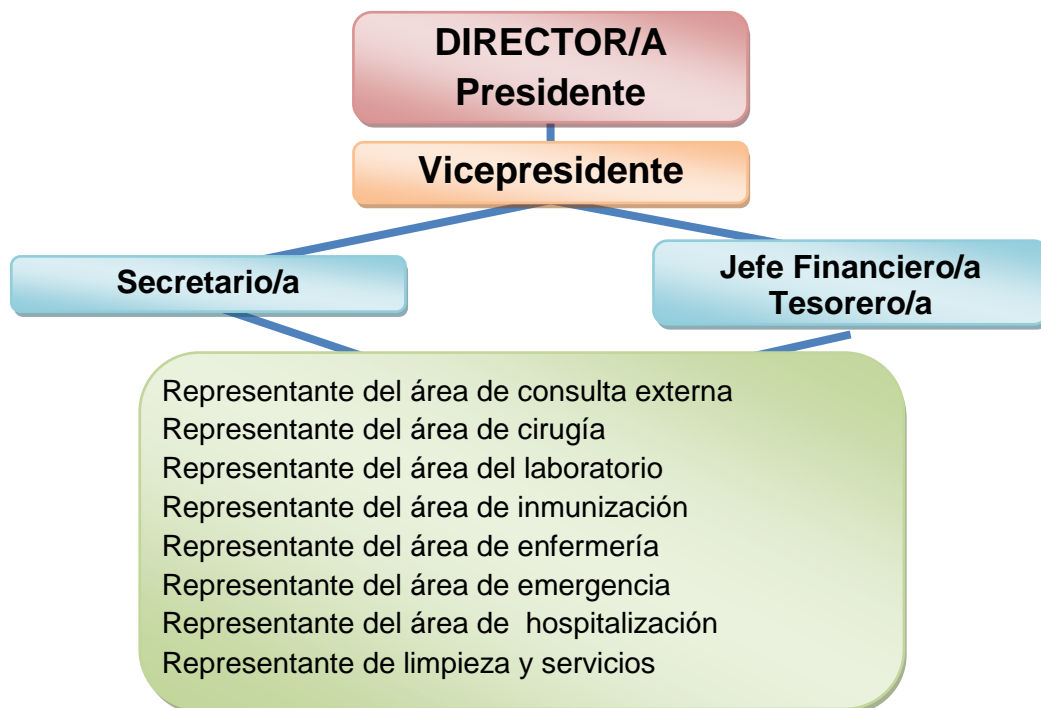 DIRECTOR/A
Presidente
Vicepresidente
Secretario/a
Jefe Financiero/a
Tesorero/a
Representante del área de consulta externa
Representante del área de cirugía
Representante del área del laboratorio
Representante del área de inmunización
Representante del área de enfermería
Representante del área de emergencia
Representante del área de  hospitalización
Representante de limpieza y servicios